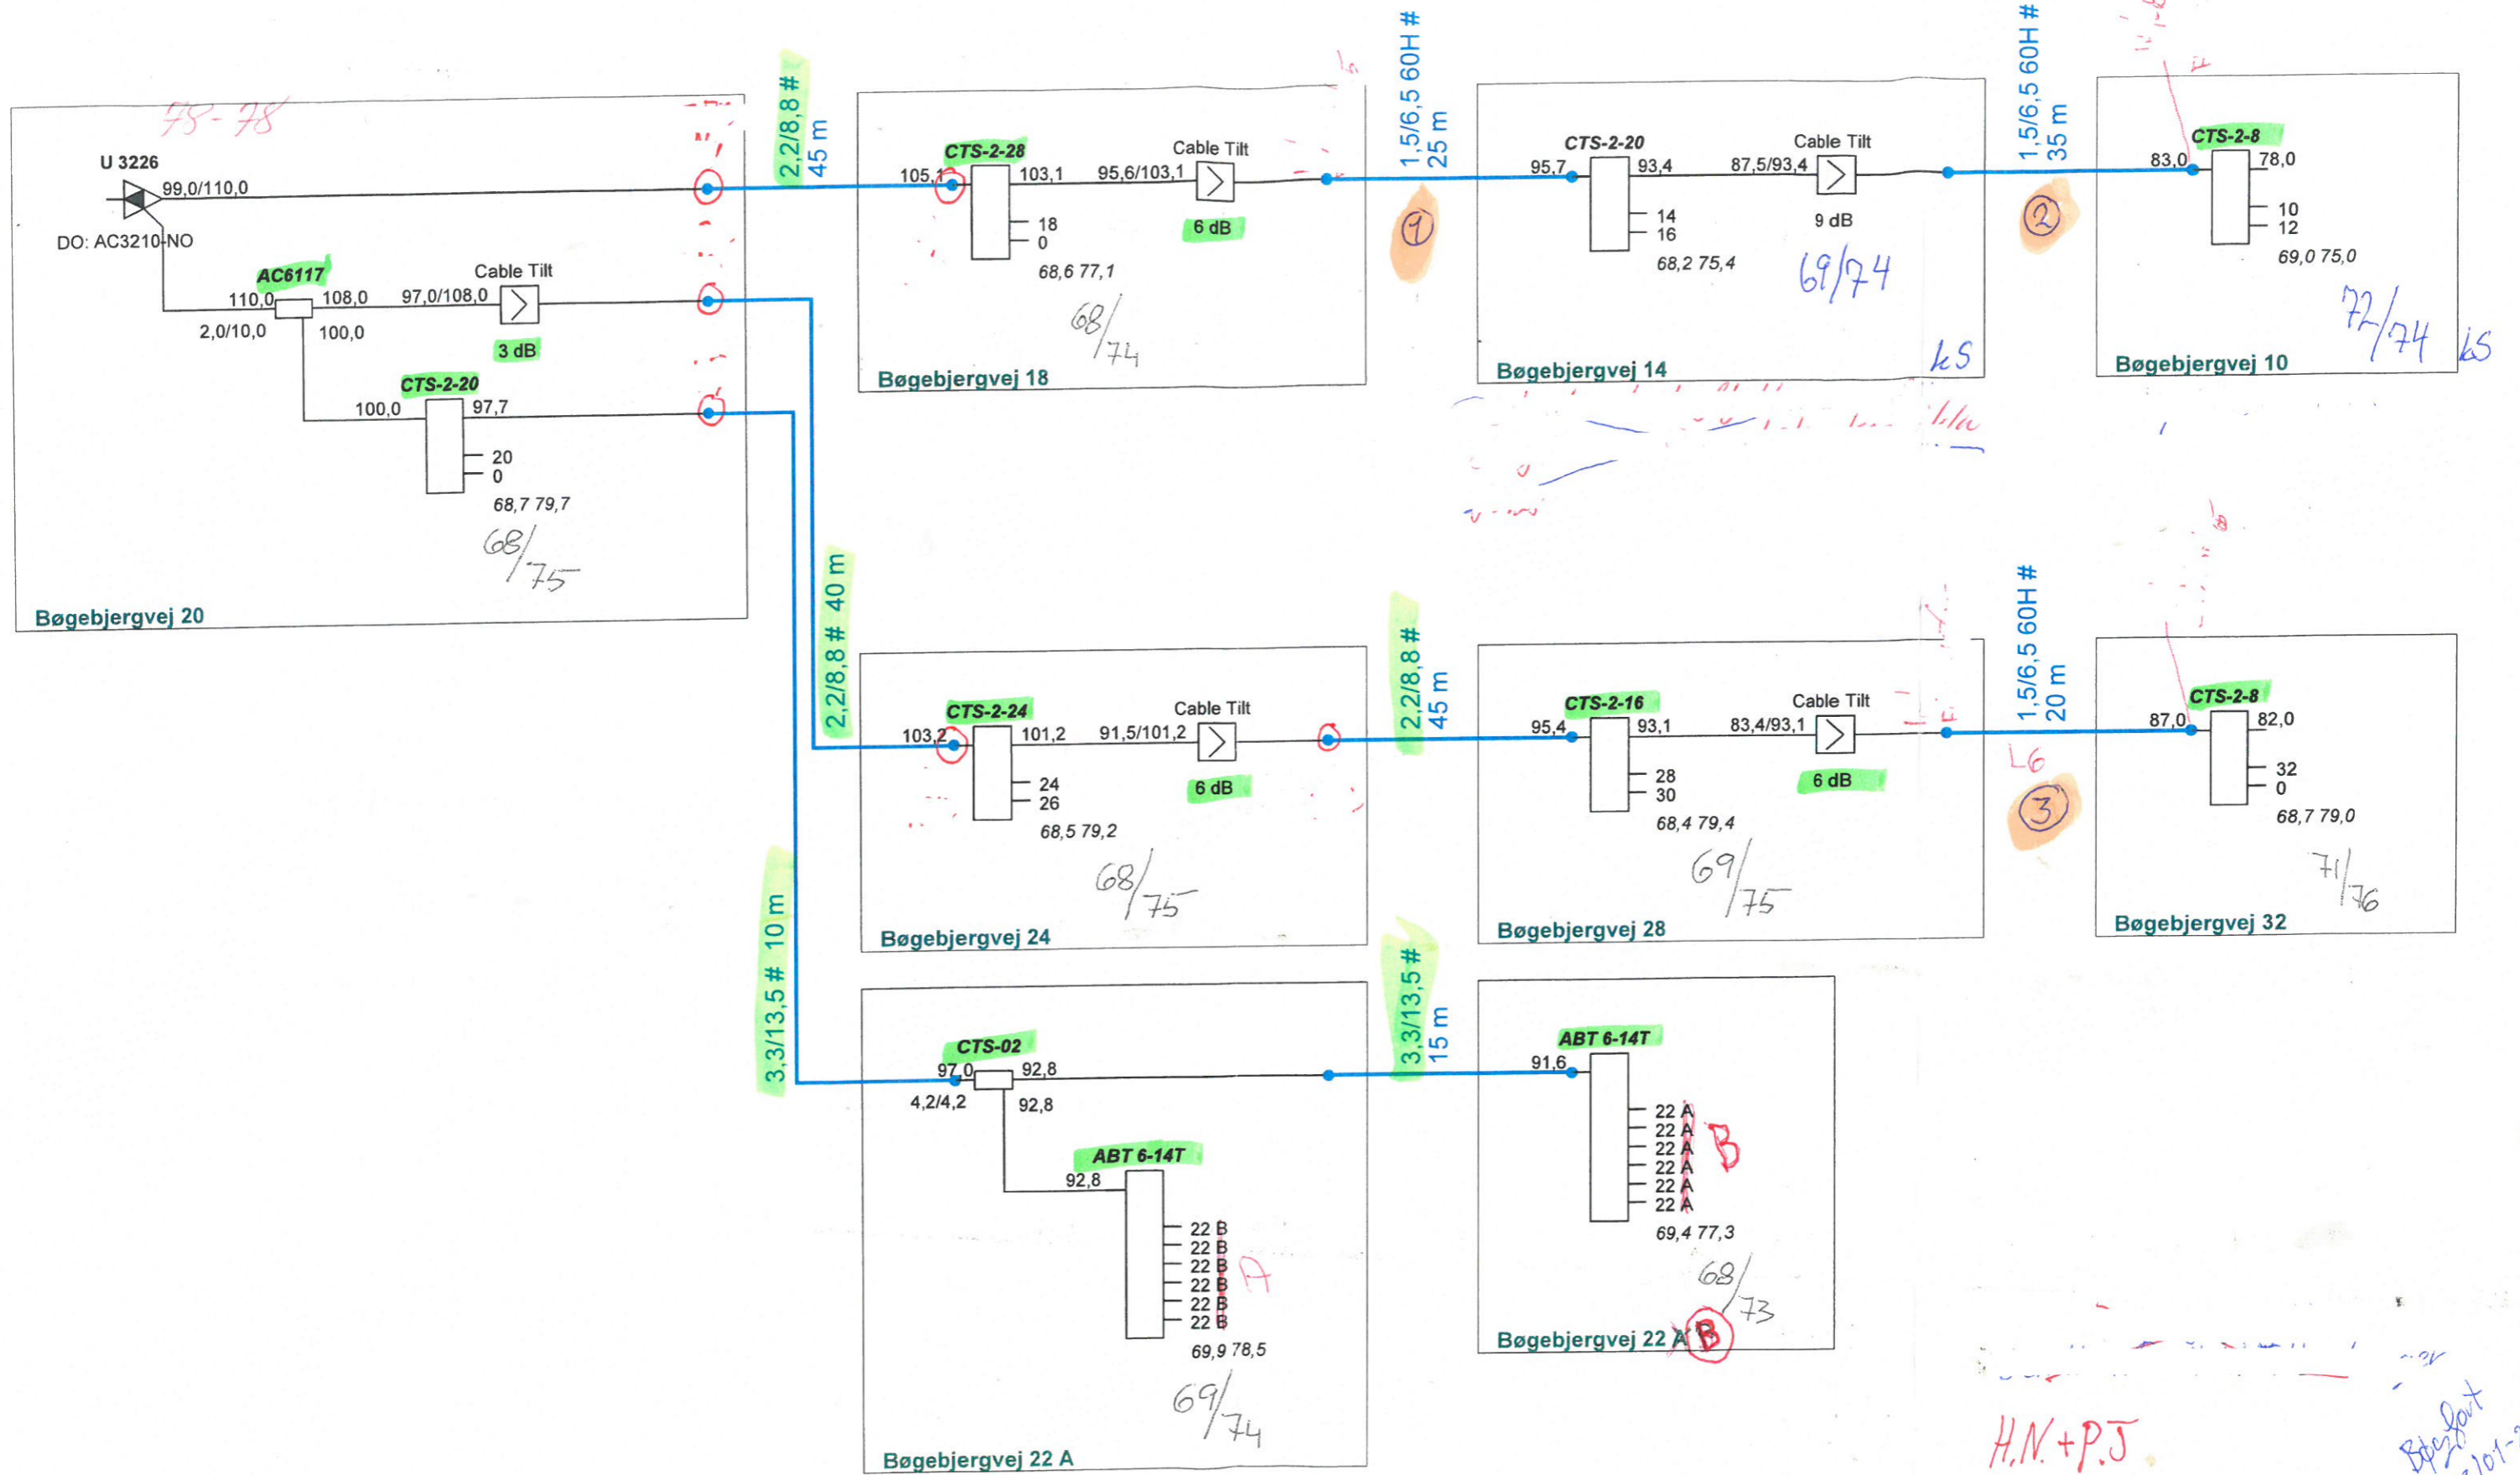 75-78
U 3226
99,0/110,0
DO: AC3210-NO
AC6117
110,0
108,0
97,0/108,0
Cable Tilt
2,0/10,0
100,0
3 dB
CTS-2-20
100,0
97,7
20
0
68,7 79,7
68/75
Bøgebjergvej 20
2,2/8,8 #
45 m
CTS-2-28
105,1
103,1
95,6/103,1
Cable Tilt
6 dB
18
0
68,6 77,1
68/74
Bøgebjergvej 18
1,5/6,5 60H #
25 m
1
CTS-2-20
95,7
93,4
87,5/93,4
Cable Tilt
9 dB
14
16
68,2 75,4
69/74
Bøgebjergvej 14
kS
1,5/6,5 60H #
35 m
2
CTS-2-8
83,0
78,0
10
12
69,0 75,0
72/74
kS
Bøgebjergvej 10
2,2/8,8 # 40 m
CTS-2-24
103,2
101,2
91,5/101,2
Cable Tilt
6 dB
24
26
68,5 79,2
68/75
Bøgebjergvej 24
2,2/8,8 #
45 m
CTS-2-16
95,4
93,1
83,4/93,1
Cable Tilt
6 dB
28
30
68,4 79,4
69/75
Bøgebjergvej 28
1,5/6,5 60H #
20 m
L6
3
CTS-2-8
87,0
82,0
32
0
68,7 79,0
71/76
Bøgebjergvej 32
3,3/13,5 # 10 m
CTS-02
97,0
92,8
4,2/4,2
92,8
ABT 6-14T
92,8
22 B
22 B
22 B
22 B
22 B
22 B
69,9 78,5
69/74
Bøgebjergvej 22 A
3,3/13,5 #
15 m
ABT 6-14T
91,6
22 A
22 A
22 A
22 A
22 A
22 A
B
69,4 77,3
68/73
Bøgebjergvej 22 A B
H.N.+P.J